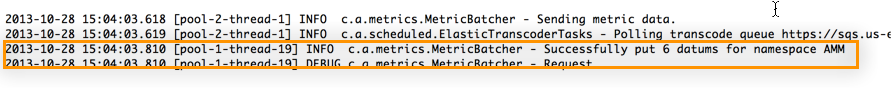 2013-10-28 15:04:03.618 [pool-2-thread-1] INFO  c.a.metrics.MetricBatcher - Sending metric data.
2013-10-28 15:04:03.619 [pool-2-thread-1] INFO  c.a.scheduled.ElasticTranscoderTasks - Polling transcode queue https://sqs.us-e
2013-10-28 15:04:03.810 [pool-1-thread-19] INFO  c.a.metrics.MetricBatcher - Successfully put 6 datums for namespace AMM
2013-10-28 15:04:03.810 [pool-1-thread-19] DEBUG c.a.metrics.MetricBatcher - Request